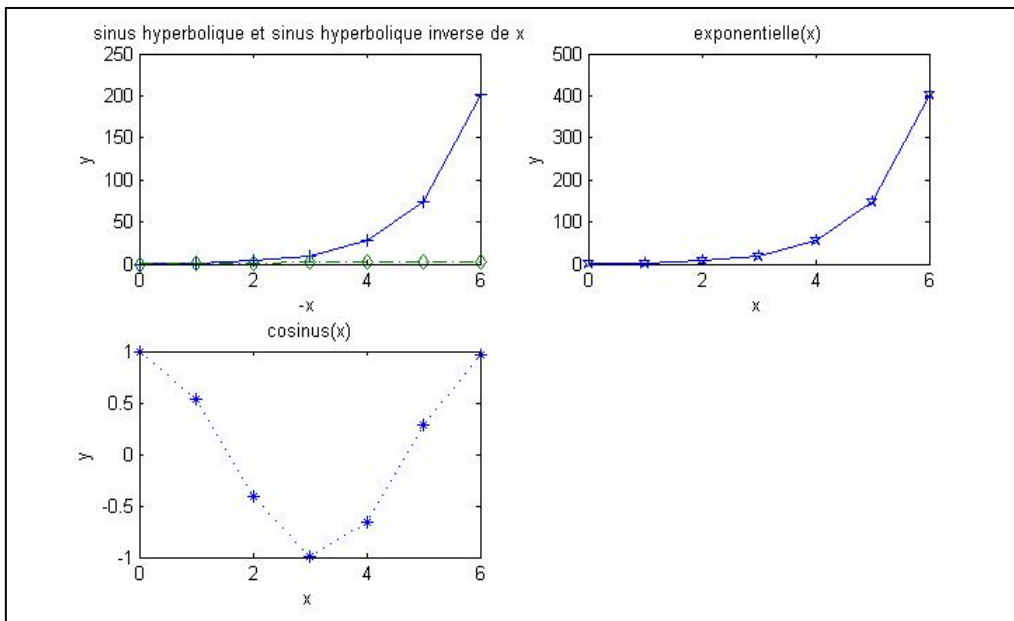 sinus hyperbolique et sinus hyperbolique inverse de x
250
200
150
100
50
0
y
0 2 4 6
-x
exponentielle(x)
500
400
300
200
100
0
y
0 2 4 6
x
cosinus(x)
1
0.5
0
-0.5
-1
y
0 2 4 6
x